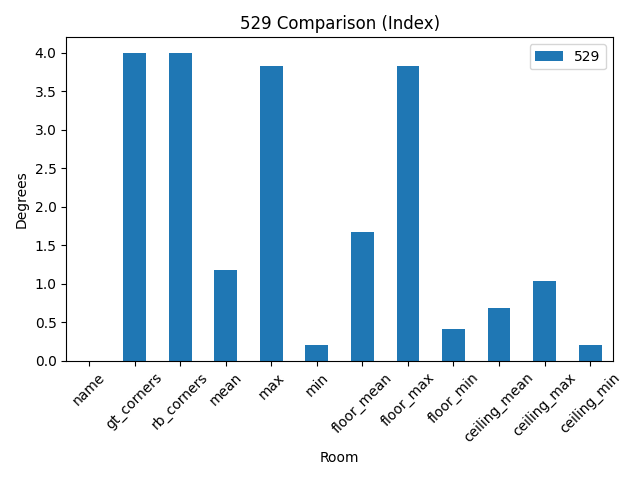 529 Comparison (Index)
529
Degrees
4.0
3.5
3.0
2.5
2.0
1.5
1.0
0.5
0.0
name
gt_corners
rb_corners
mean
max
min
floor_mean
floor_max
floor_min
ceiling_mean
ceiling_max
ceiling_min
Room